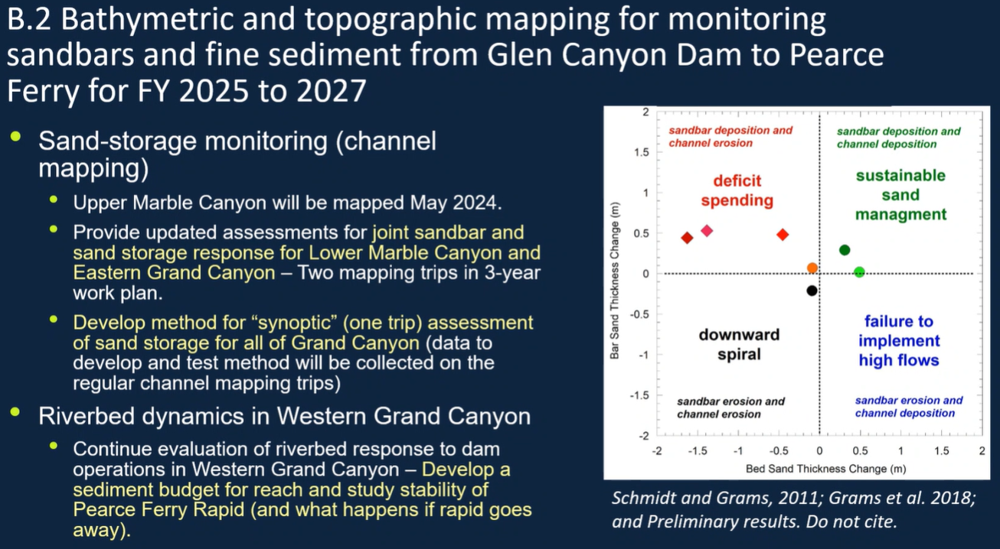 B.2 Bathymetric and topographic mapping for monitoring
sandbars and fine sediment from Glen Canyon Dam to Pearce
Ferry for FY 2025 to 2027
• Sand-storage monitoring (channel
mapping)
• Upper Marble Canyon will be mapped May 2024.
• Provide updated assessments for joint sandbar and
sand storage response for Lower Marble Canyon and
Eastern Grand Canyon – Two mapping trips in 3-year
work plan.
• Develop method for “synoptic” (one trip) assessment
of sand storage for all of Grand Canyon (data to
develop and test method will be collected on the
regular channel mapping trips)
• Riverbed dynamics in Western Grand Canyon
• Continue evaluation of riverbed response to dam
operations in Western Grand Canyon – Develop a
sediment budget for reach and study stability of
Pearce Ferry Rapid (and what happens if rapid goes
away).
Bar Sand Thickness Change (m)
2
1.5
1
0.5
0
-0.5
-1
-1.5
-2
sandbar deposition and
channel erosion
deficit
spending
sandbar deposition and
channel deposition
sustainable
sand
managment
downward
spiral
sandbar erosion and
channel erosion
failure to
implement
high flows
sandbar erosion and
channel deposition
-2 -1.5 -1 -0.5 0 0.5 1 1.5 2
Bed Sand Thickness Change (m)
Schmidt and Grams, 2011; Grams et al. 2018;
and Preliminary results. Do not cite.